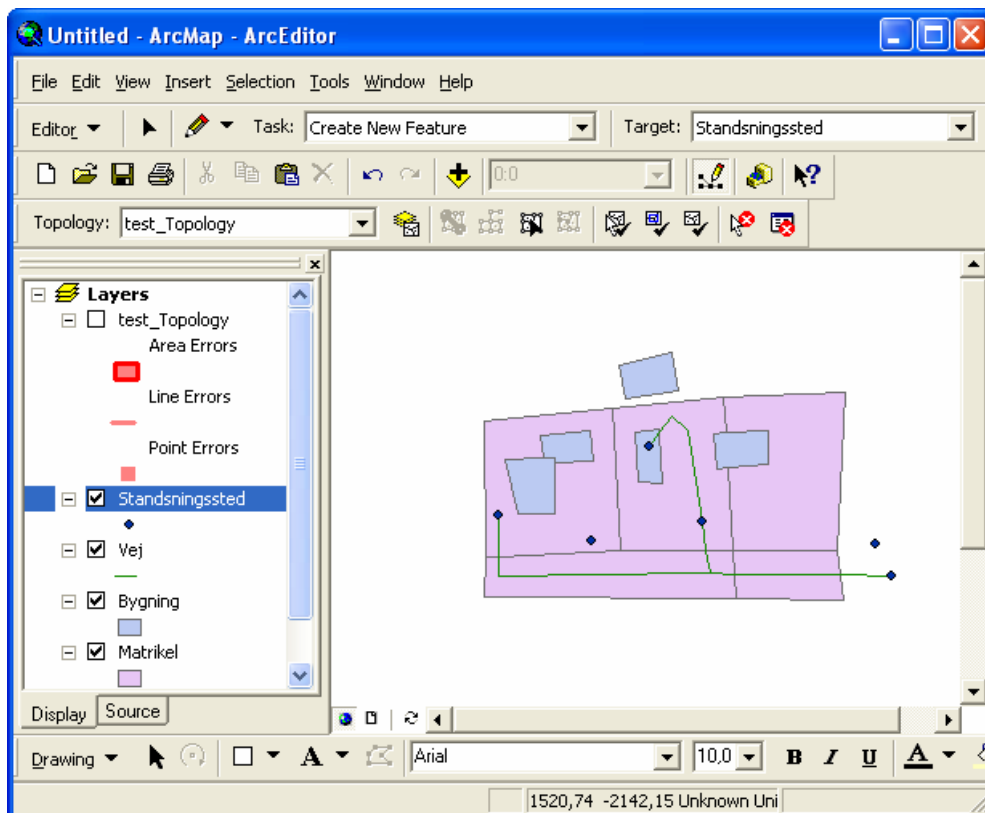 Untitled - ArcMap - ArcEditor
File Edit View Insert Selection Tools Window Help
Editor Task: Create New Feature Target: Standsningssted
0:0
Topology: test_Topology
Layers
test_Topology
Area Errors
Line Errors
Point Errors
Standsningssted
Vej
Bygning
Matrikel
Display Source
Drawing A Arial 10,0 B I U A
1520,74 -2142,15 Unknown Uni